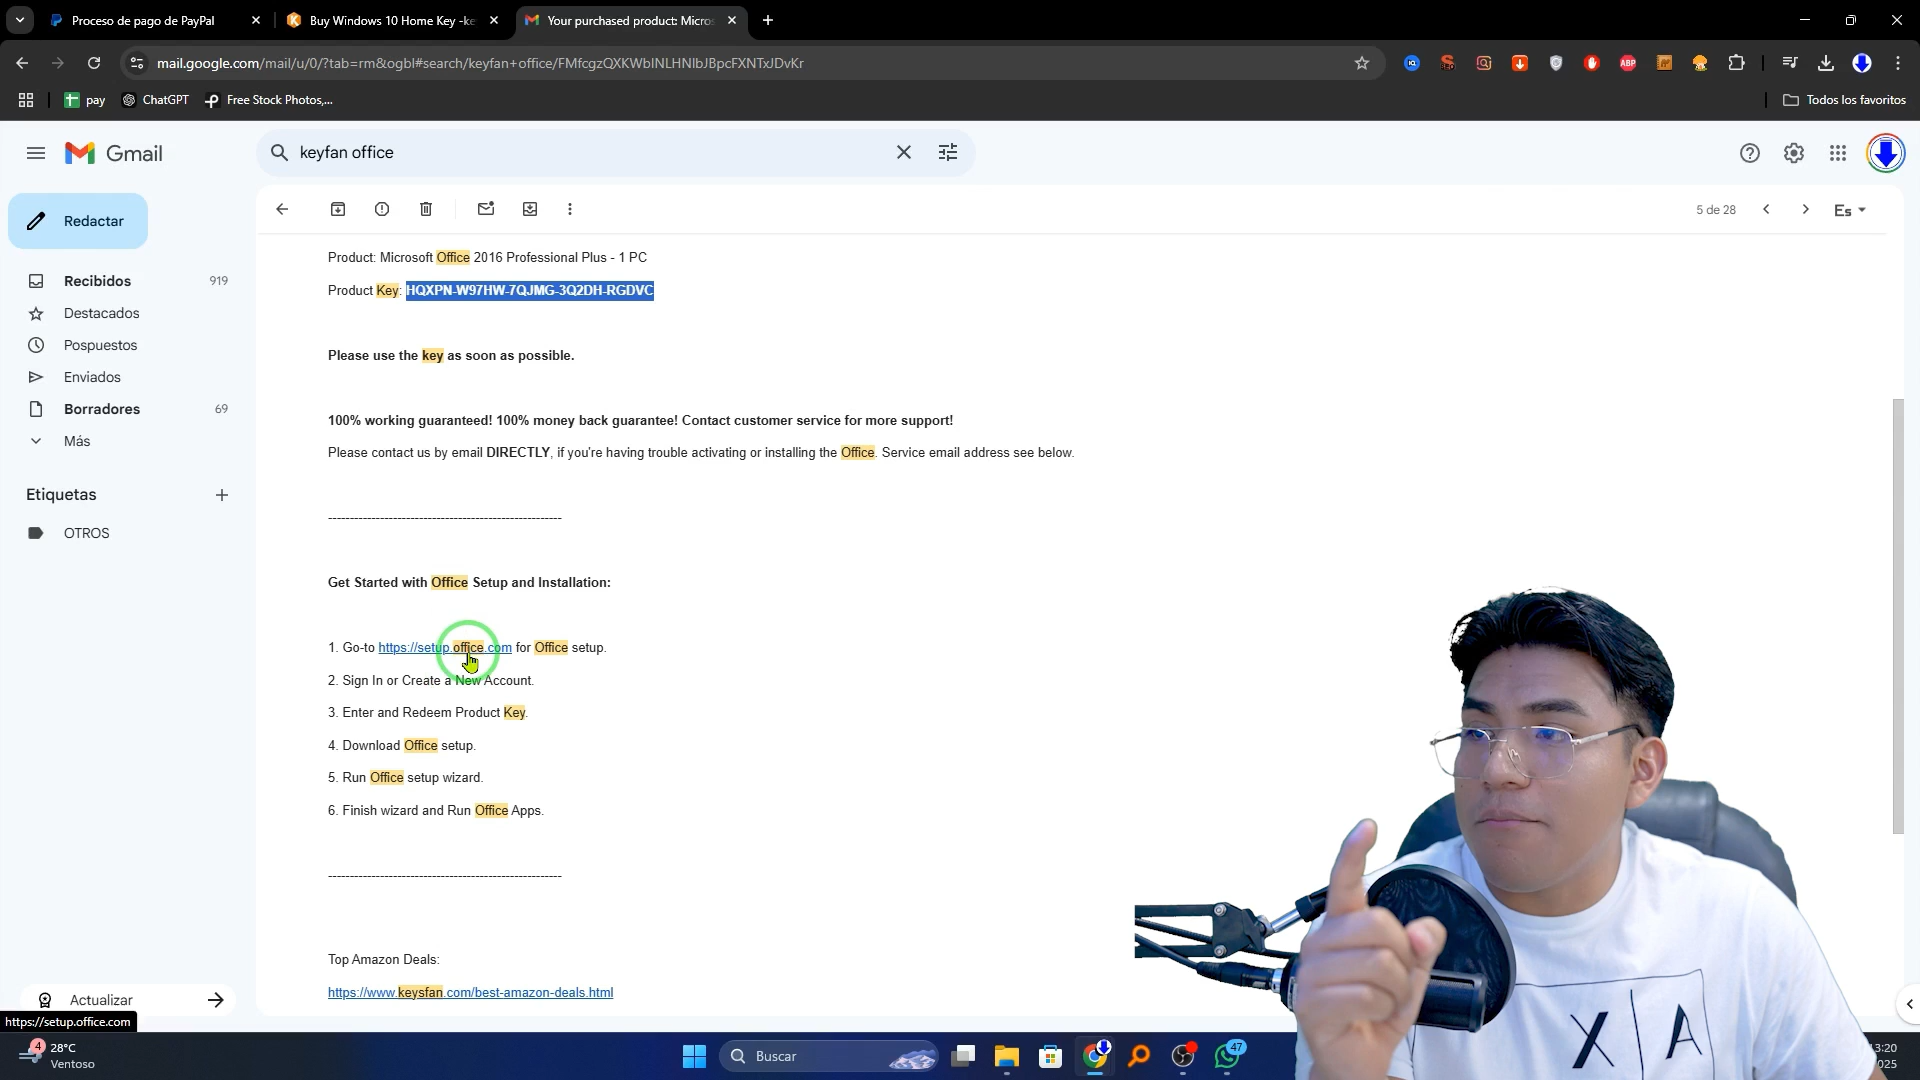 Proceso de pago de PayPal
Buy Windows 10 Home Key -ke
Your purchased product: Micros
mail.google.com/mail/u/0/?tab=rm&ogbl#search/keyfan+office/FMfcgzQXKWblNLHNlbJBpcFXNTxJDvKr
ABP
pay
ChatGPT
Free Stock Photos,...
Todos los favoritos
Gmail
keyfan office
Redactar
5 de 28
Es
Recibidos 919
Destacados
Pospuestos
Enviados
Borradores 69
Más
Etiquetas
OTROS
Product: Microsoft Office 2016 Professional Plus - 1 PC
Product Key: HQXPN-W97HW-7QJMG-3Q2DH-RGDVC
Please use the key as soon as possible.
100% working guaranteed! 100% money back guarantee! Contact customer service for more support!
Please contact us by email DIRECTLY, if you're having trouble activating or installing the Office. Service email address see below.
------------------------------------------------------
Get Started with Office Setup and Installation:
1. Go-to https://setup.office.com for Office setup.
2. Sign In or Create a New Account.
3. Enter and Redeem Product Key.
4. Download Office setup.
5. Run Office setup wizard.
6. Finish wizard and Run Office Apps.
------------------------------------------------------
Top Amazon Deals:
https://www.keysfan.com/best-amazon-deals.html
Actualizar
https://setup.office.com
X A
4
28°C
Ventoso
Buscar
47
13:20
025